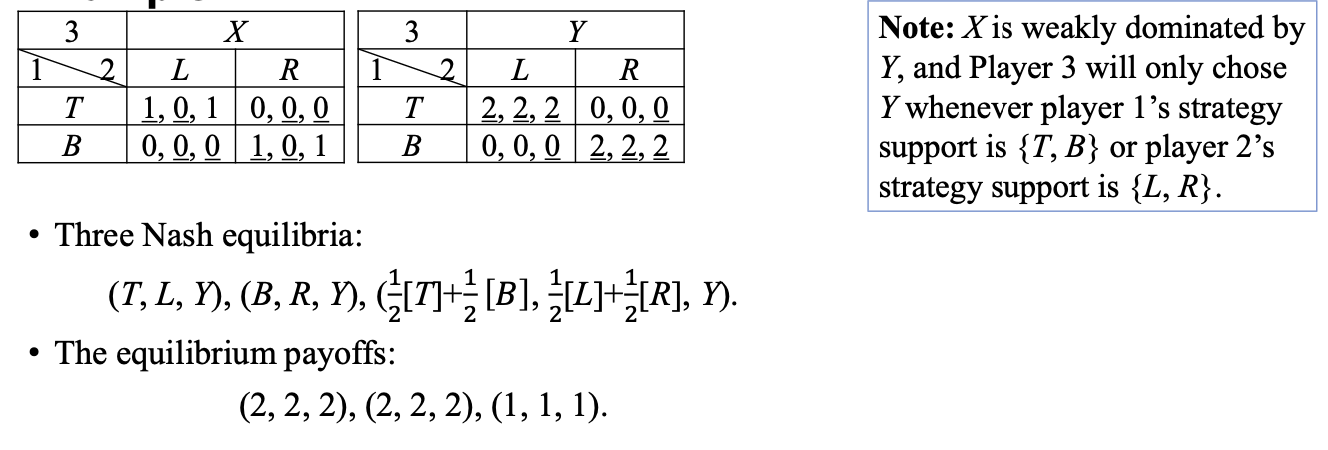 3 X
1 2 L R
T 1, 0, 1 0, 0, 0
B 0, 0, 0 1, 0, 1
3 Y
1 2 L R
T 2, 2, 2 0, 0, 0
B 0, 0, 0 2, 2, 2
Note: X is weakly dominated by
Y, and Player 3 will only chose
Y whenever player 1’s strategy
support is {T, B} or player 2’s
strategy support is {L, R}.
• Three Nash equilibria:
(T, L, Y), (B, R, Y), (½[T]+½ [B], ½[L]+½[R], Y).
• The equilibrium payoffs:
(2, 2, 2), (2, 2, 2), (1, 1, 1).